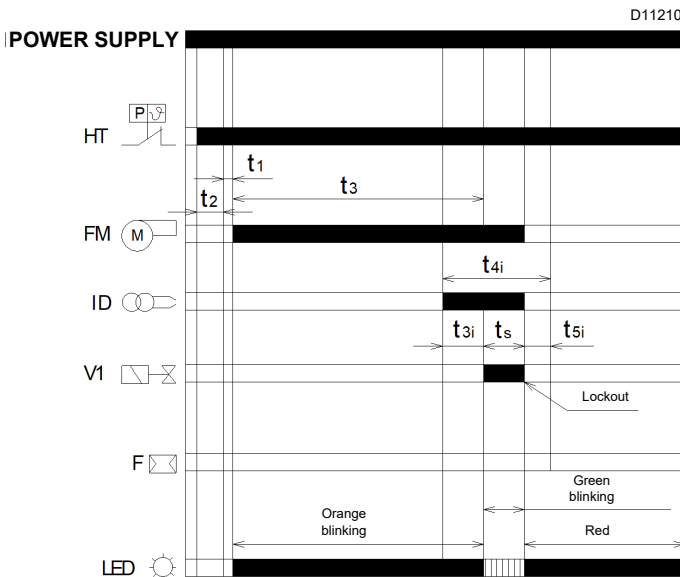 D11210
POWER SUPPLY
P
HT
t1
t3
t2
FM M
t4i
ID
t3i ts t5i
V1
Lockout
F
Green
blinking
Orange
blinking
Red
LED